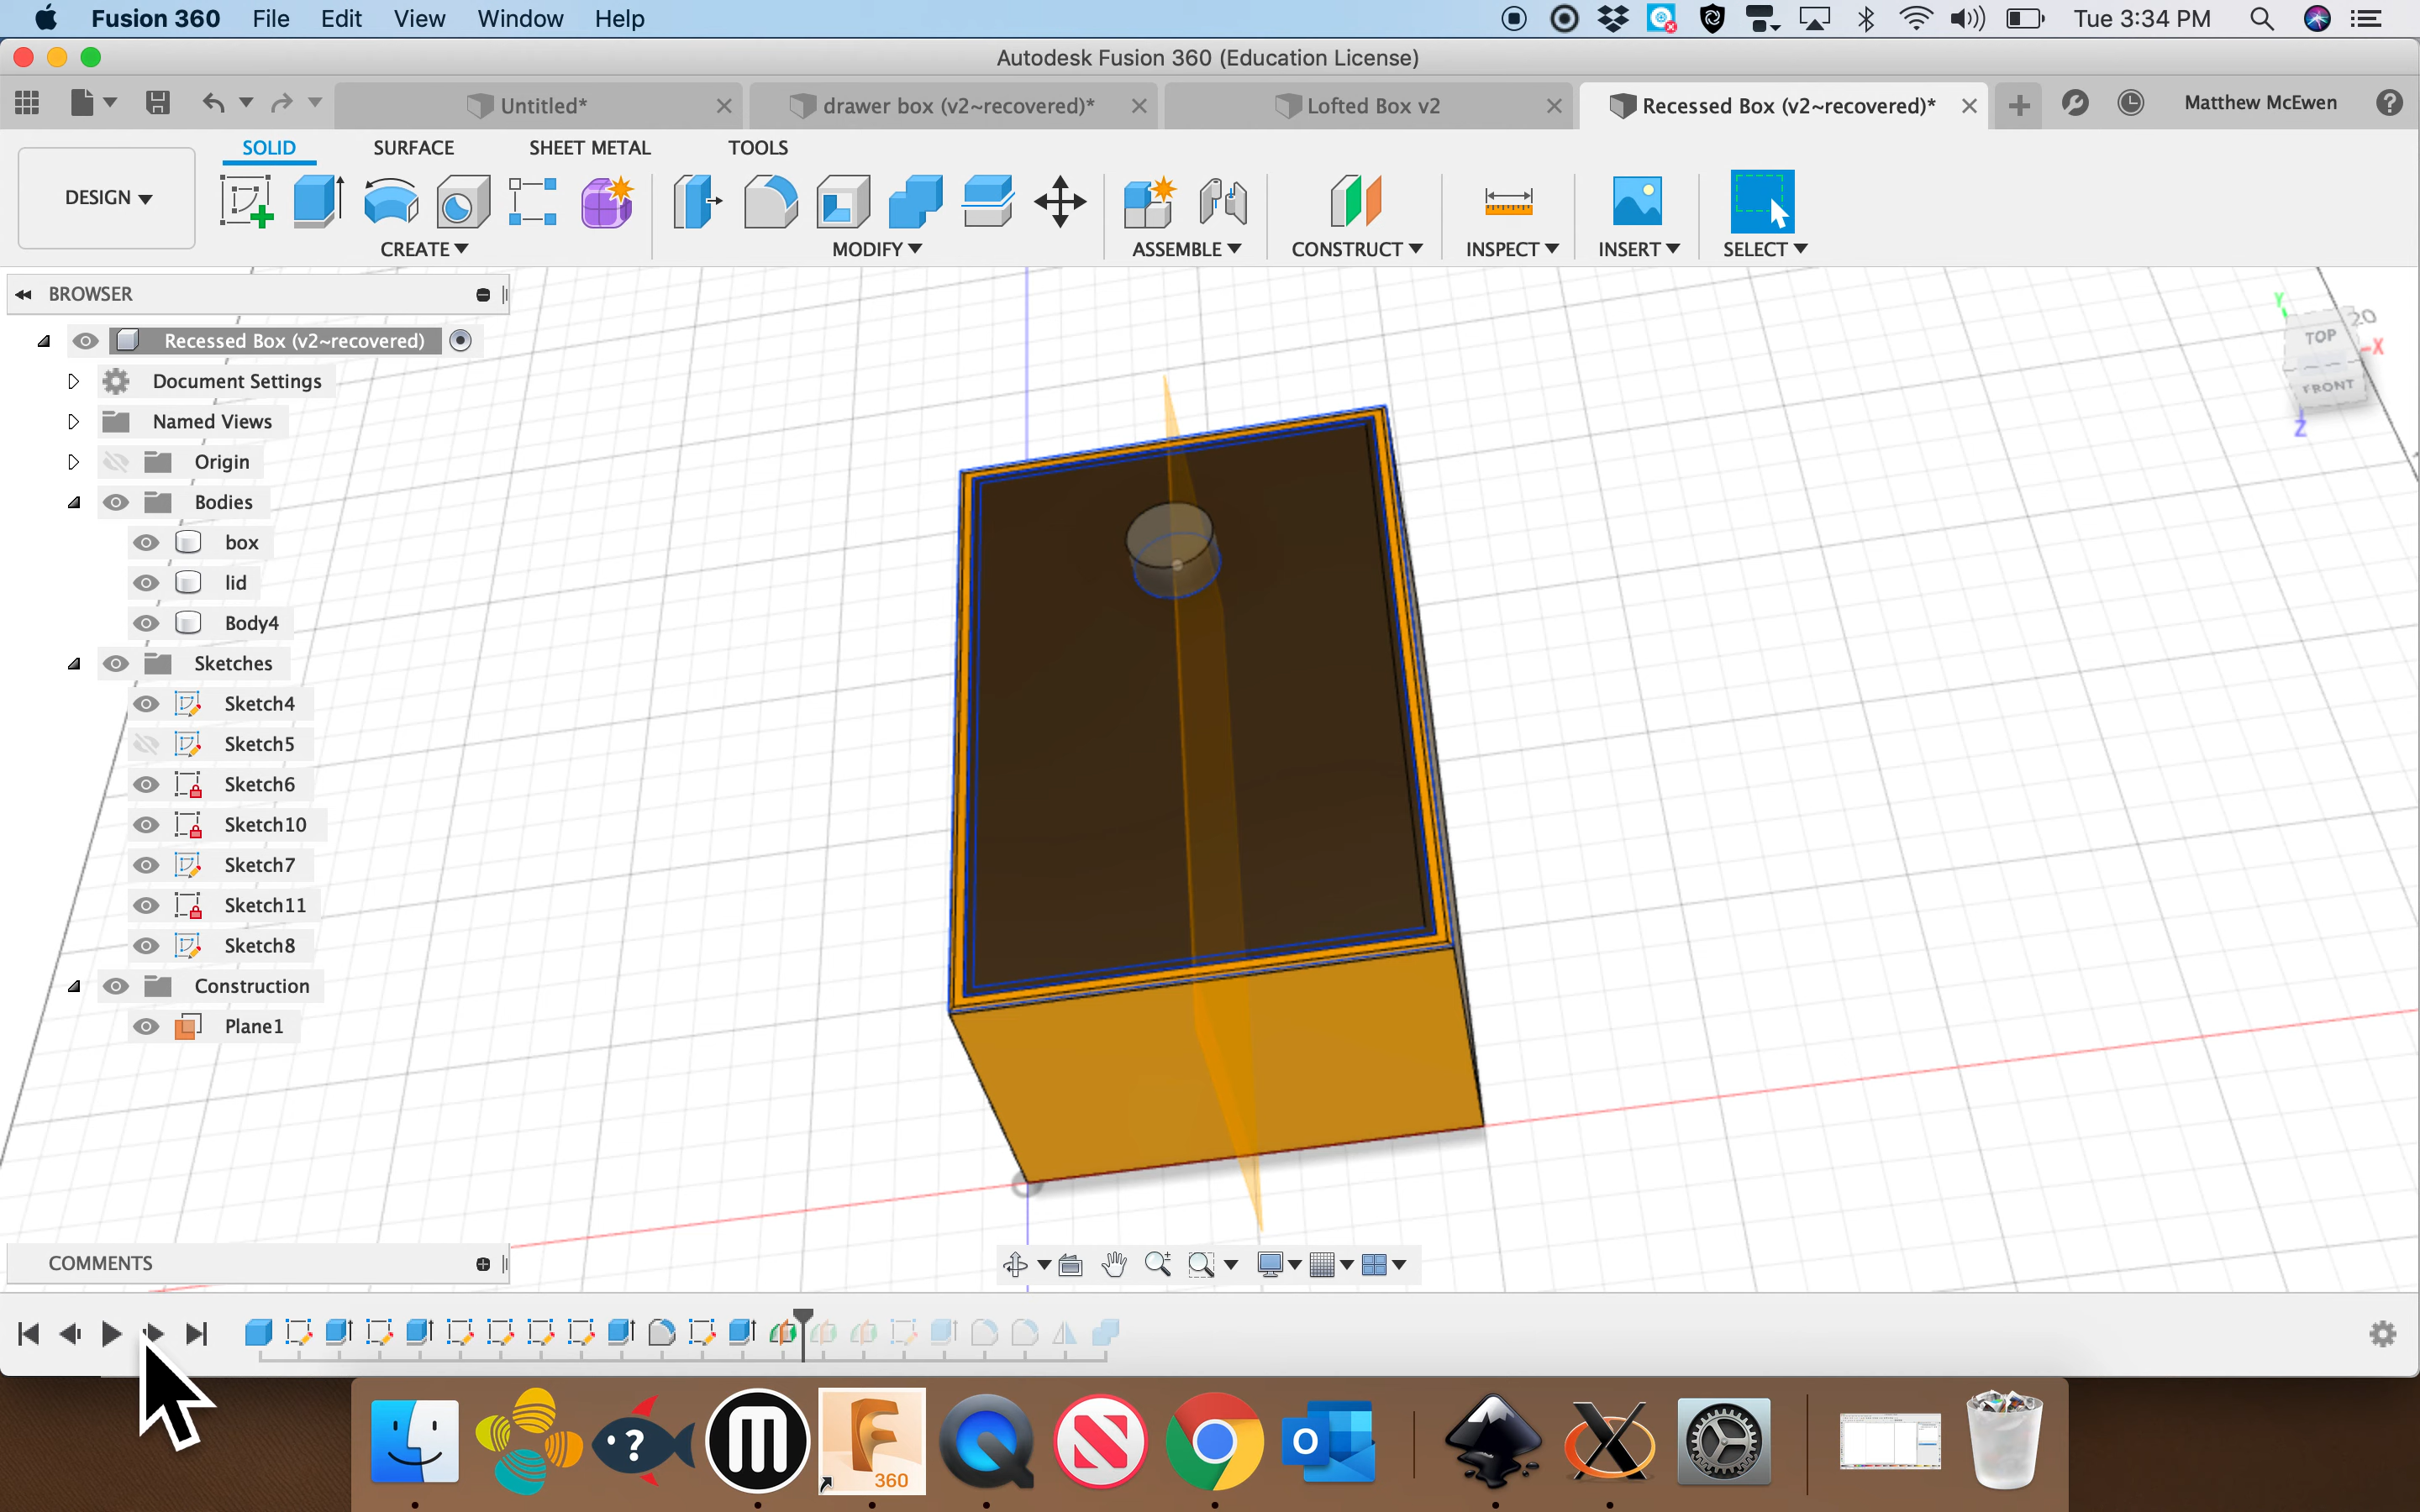 Fusion 360 File Edit View Window Help Tue 3:34 PM
Autodesk Fusion 360 (Education License)
Untitled* drawer box (v2~recovered)* Lofted Box v2 Recessed Box (v2~recovered)* Matthew McEwen ?
SOLID SURFACE SHEET METAL TOOLS
DESIGN
CREATE MODIFY ASSEMBLE CONSTRUCT INSPECT INSERT SELECT
BROWSER
Recessed Box (v2~recovered)
Document Settings
Named Views
Origin
Bodies
box
lid
Body4
Sketches
Sketch4
Sketch5
Sketch6
Sketch10
Sketch7
Sketch11
Sketch8
Construction
Plane1
Y
20
TOP
-X
FRONT
Z
COMMENTS
?
360
O